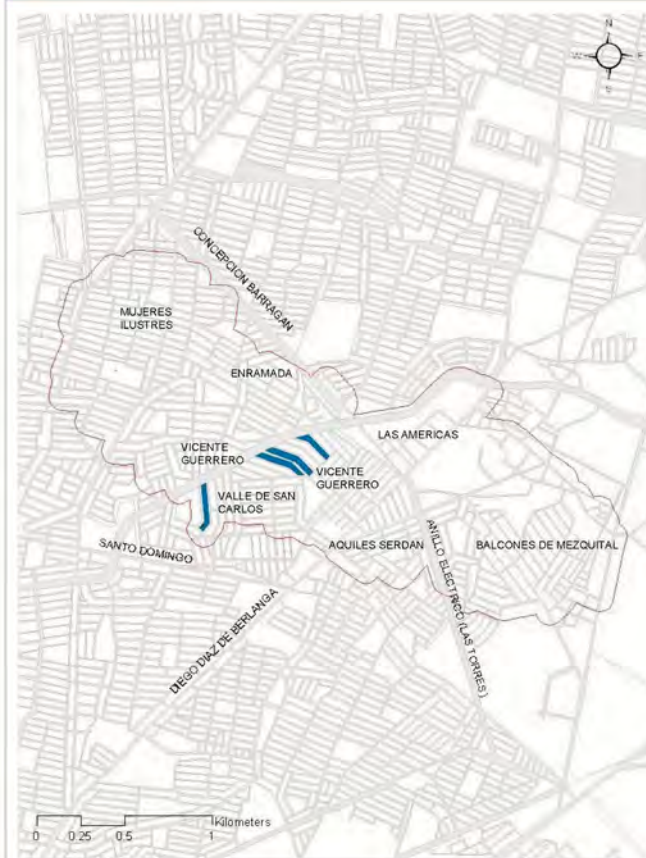 N
W E
S
CONCEPCION BARRAGAN
MUJERES
ILUSTRES
ENRAMADA
LAS AMERICAS
VICENTE
GUERRERO
VICENTE
GUERRERO
VALLE DE SAN
CARLOS
SANTO DOMINGO
AQUILES SERDAN
BALCONES DE MEZQUITAL
ANILLO ELECTRICO (LAS TORRES)
DIEGO DIAZ DE BERLANGA
Kilometers
0 0.25 0.5 1